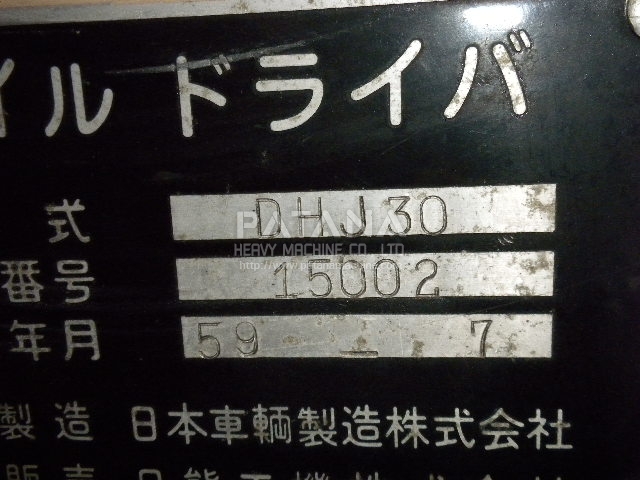 イル ドライバ
式 DHJ30
番号 15002
年月 59 - 7
製造 日本車輌製造株式会社
PATANA
HEAVY MACHINE CO., LTD.